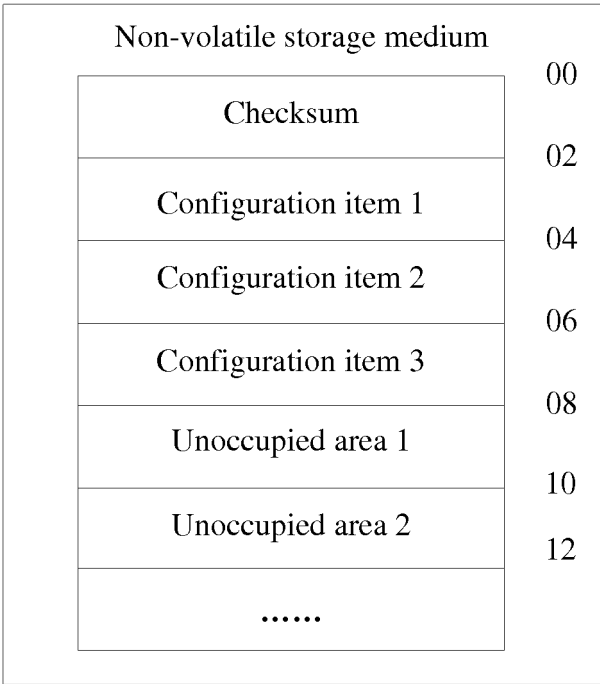 Non-volatile storage medium
00
Checksum
02
Configuration item 1
04
Configuration item 2
06
Configuration item 3
08
Unoccupied area 1
10
Unoccupied area 2
12
......